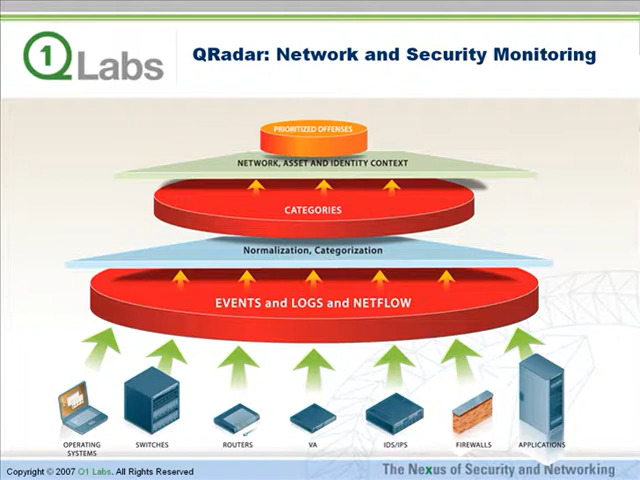 1
Q Labs
QRadar: Network and Security Monitoring
PRIORITIZED OFFENSES
NETWORK, ASSET AND IDENTITY CONTEXT
CATEGORIES
Normalization, Categorization
EVENTS and LOGS and NETFLOW
OPERATING
SYSTEMS
SWITCHES
ROUTERS
VA
IDS/IPS
FIREWALLS
APPLICATIONS
Copyright © 2007 Q1 Labs. All Rights Reserved
The Nexus of Security and Networking